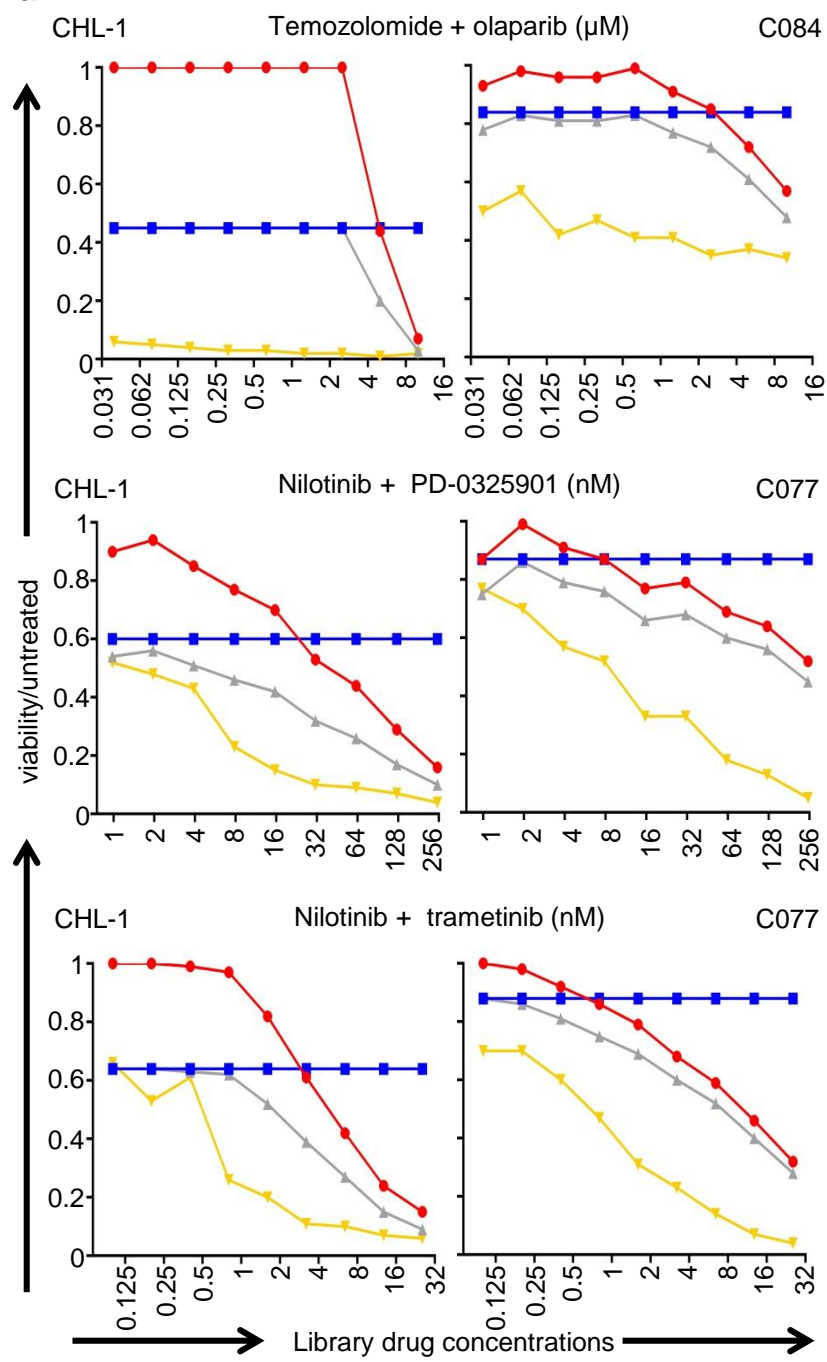 CHL-1 Temozolomide + olaparib (µM) C084
1
0.8
0.6
0.4
0.2
0
0.031 0.062 0.125 0.25 0.5 1 2 4 8 16
0.031 0.062 0.125 0.25 0.5 1 2 4 8 16
CHL-1 Nilotinib + PD-0325901 (nM) C077
viability/untreated
1
0.8
0.6
0.4
0.2
0
1 2 4 8 16 32 64 128 256
1 2 4 8 16 32 64 128 256
CHL-1 Nilotinib + trametinib (nM) C077
1
0.8
0.6
0.4
0.2
0
0.125 0.25 0.5 1 2 4 8 16 32
0.125 0.25 0.5 1 2 4 8 16 32
Library drug concentrations